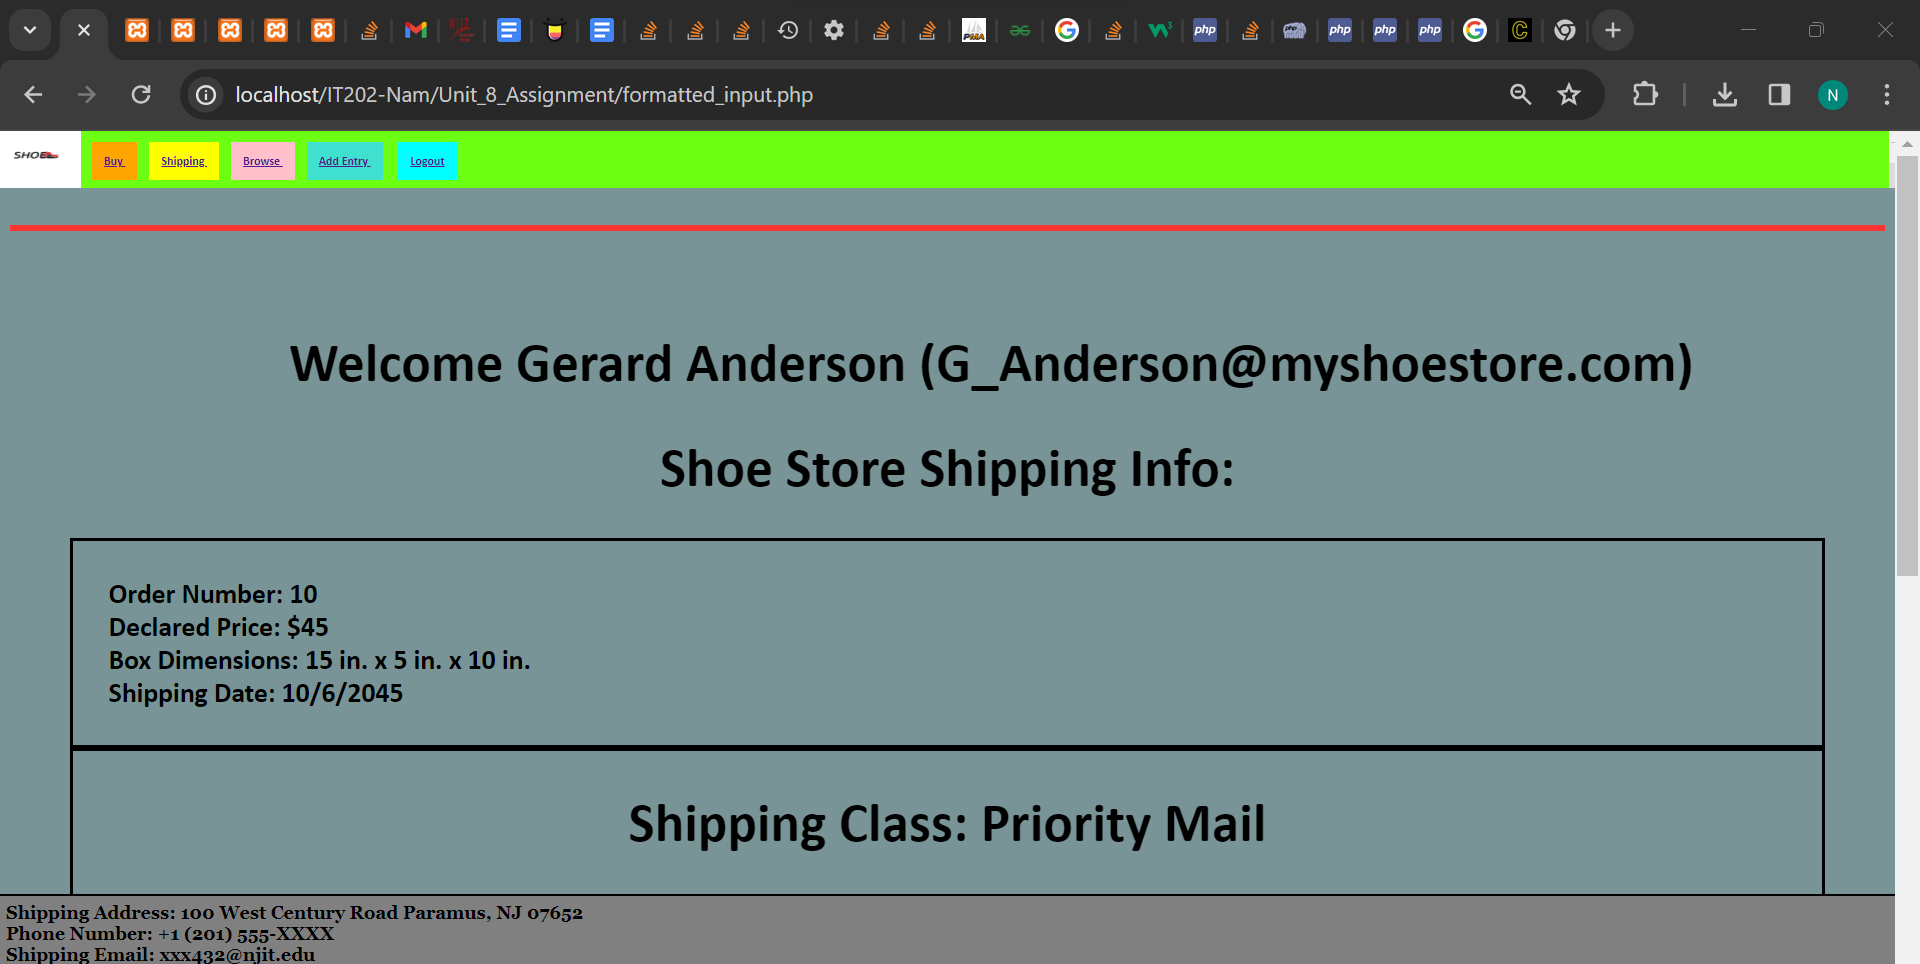 localhost/IT202-Nam/Unit_8_Assignment/formatted_input.php
N
SHOE
Buy Shipping Browse Add Entry Logout
Welcome Gerard Anderson (G_Anderson@myshoestore.com)
Shoe Store Shipping Info:
Order Number: 10
Declared Price: $45
Box Dimensions: 15 in. x 5 in. x 10 in.
Shipping Date: 10/6/2045
Shipping Class: Priority Mail
Shipping Address: 100 West Century Road Paramus, NJ 07652
Phone Number: +1 (201) 555-XXXX
Shipping Email: xxx432@njit.edu